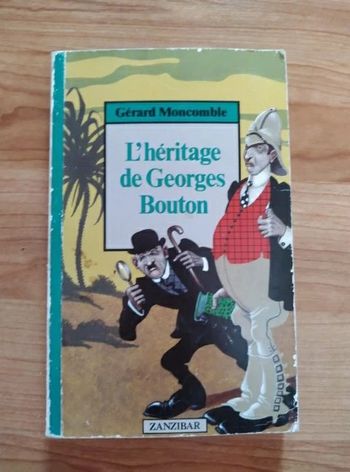 Gérard Moncomble
L'héritage
de Georges
Bouton
ZANZIBAR